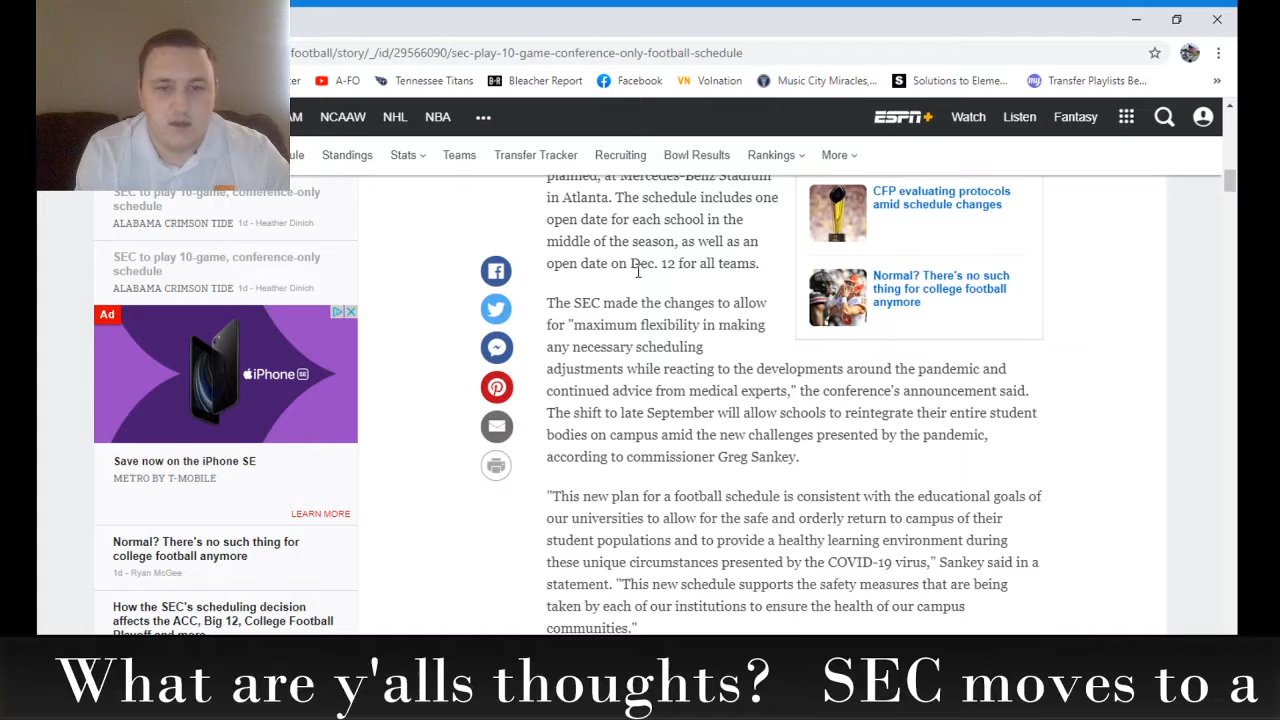 football/story/_/id/29566090/sec-play-10-game-conference-only-football-schedule
A-FO
Tennessee Titans
B-R Bleacher Report
Facebook
VN Volnation
Music City Miracles,...
S Solutions to Eleme...
my Transfer Playlists Be...
»
NCAAW
NHL
NBA
ESPN+
Watch
Listen
Fantasy
Standings
Stats
Teams
Transfer Tracker
Recruiting
Bowl Results
Rankings
More
SEC to play 10-game, conference-only
schedule
ALABAMA CRIMSON TIDE 1d - Heather Dinich
SEC to play 10-game, conference-only
schedule
ALABAMA CRIMSON TIDE 1d - Heather Dinich
Ad
iPhone SE
Save now on the iPhone SE
METRO BY T-MOBILE
LEARN MORE
Normal? There's no such thing for
college football anymore
1d - Ryan McGee
How the SEC's scheduling decision
affects the ACC, Big 12, College Football
Playoff and more
planned, at Mercedes-Benz Stadium
in Atlanta. The schedule includes one
open date for each school in the
middle of the season, as well as an
open date on Dec. 12 for all teams.
The SEC made the changes to allow
for "maximum flexibility in making
any necessary scheduling
adjustments while reacting to the developments around the pandemic and
continued advice from medical experts," the conference's announcement said.
The shift to late September will allow schools to reintegrate their entire student
bodies on campus amid the new challenges presented by the pandemic,
according to commissioner Greg Sankey.
"This new plan for a football schedule is consistent with the educational goals of
our universities to allow for the safe and orderly return to campus of their
student populations and to provide a healthy learning environment during
these unique circumstances presented by the COVID-19 virus," Sankey said in a
statement. "This new schedule supports the safety measures that are being
taken by each of our institutions to ensure the health of our campus
communities."
CFP evaluating protocols
amid schedule changes
Normal? There's no such
thing for college football
anymore
What are y'alls thoughts? SEC moves to a